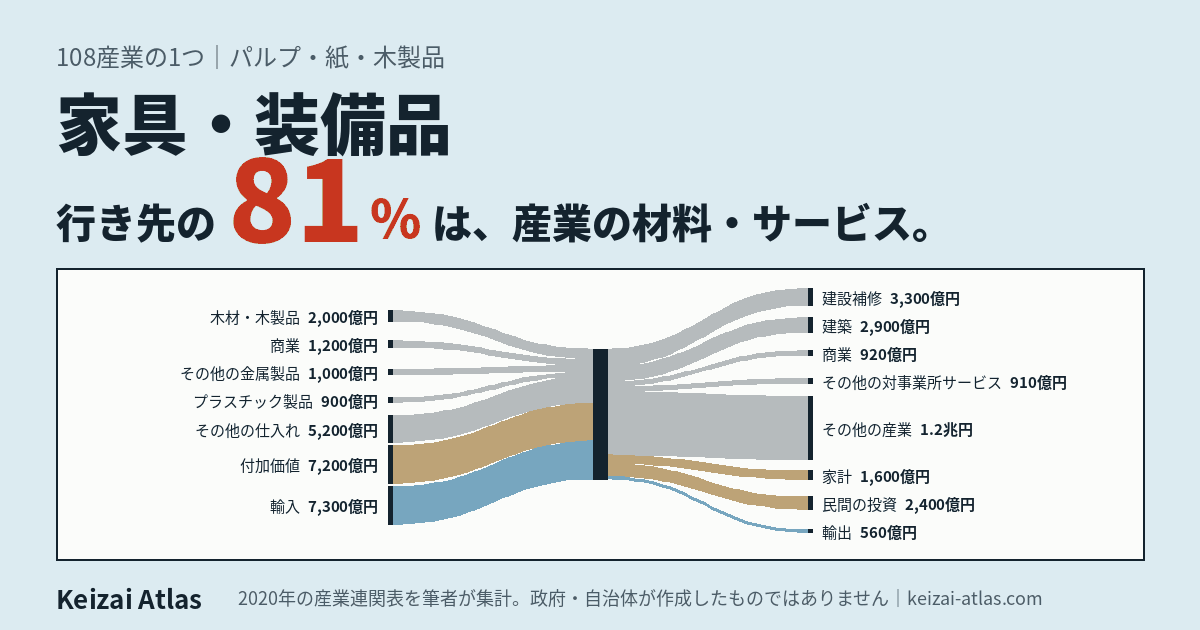 108産業の1つ｜パルプ・紙・木製品
家具・装備品
行き先の 81% は、産業の材料・サービス。
木材・木製品 2,000億円
商業 1,200億円
その他の金属製品 1,000億円
プラスチック製品 900億円
その他の仕入れ 5,200億円
付加価値 7,200億円
輸入 7,300億円
建設補修 3,300億円
建築 2,900億円
商業 920億円
その他の対事業所サービス 910億円
その他の産業 1.2兆円
家計 1,600億円
民間の投資 2,400億円
輸出 560億円
Keizai Atlas 2020年の産業連関表を筆者が集計。政府・自治体が作成したものではありません｜keizai-atlas.com